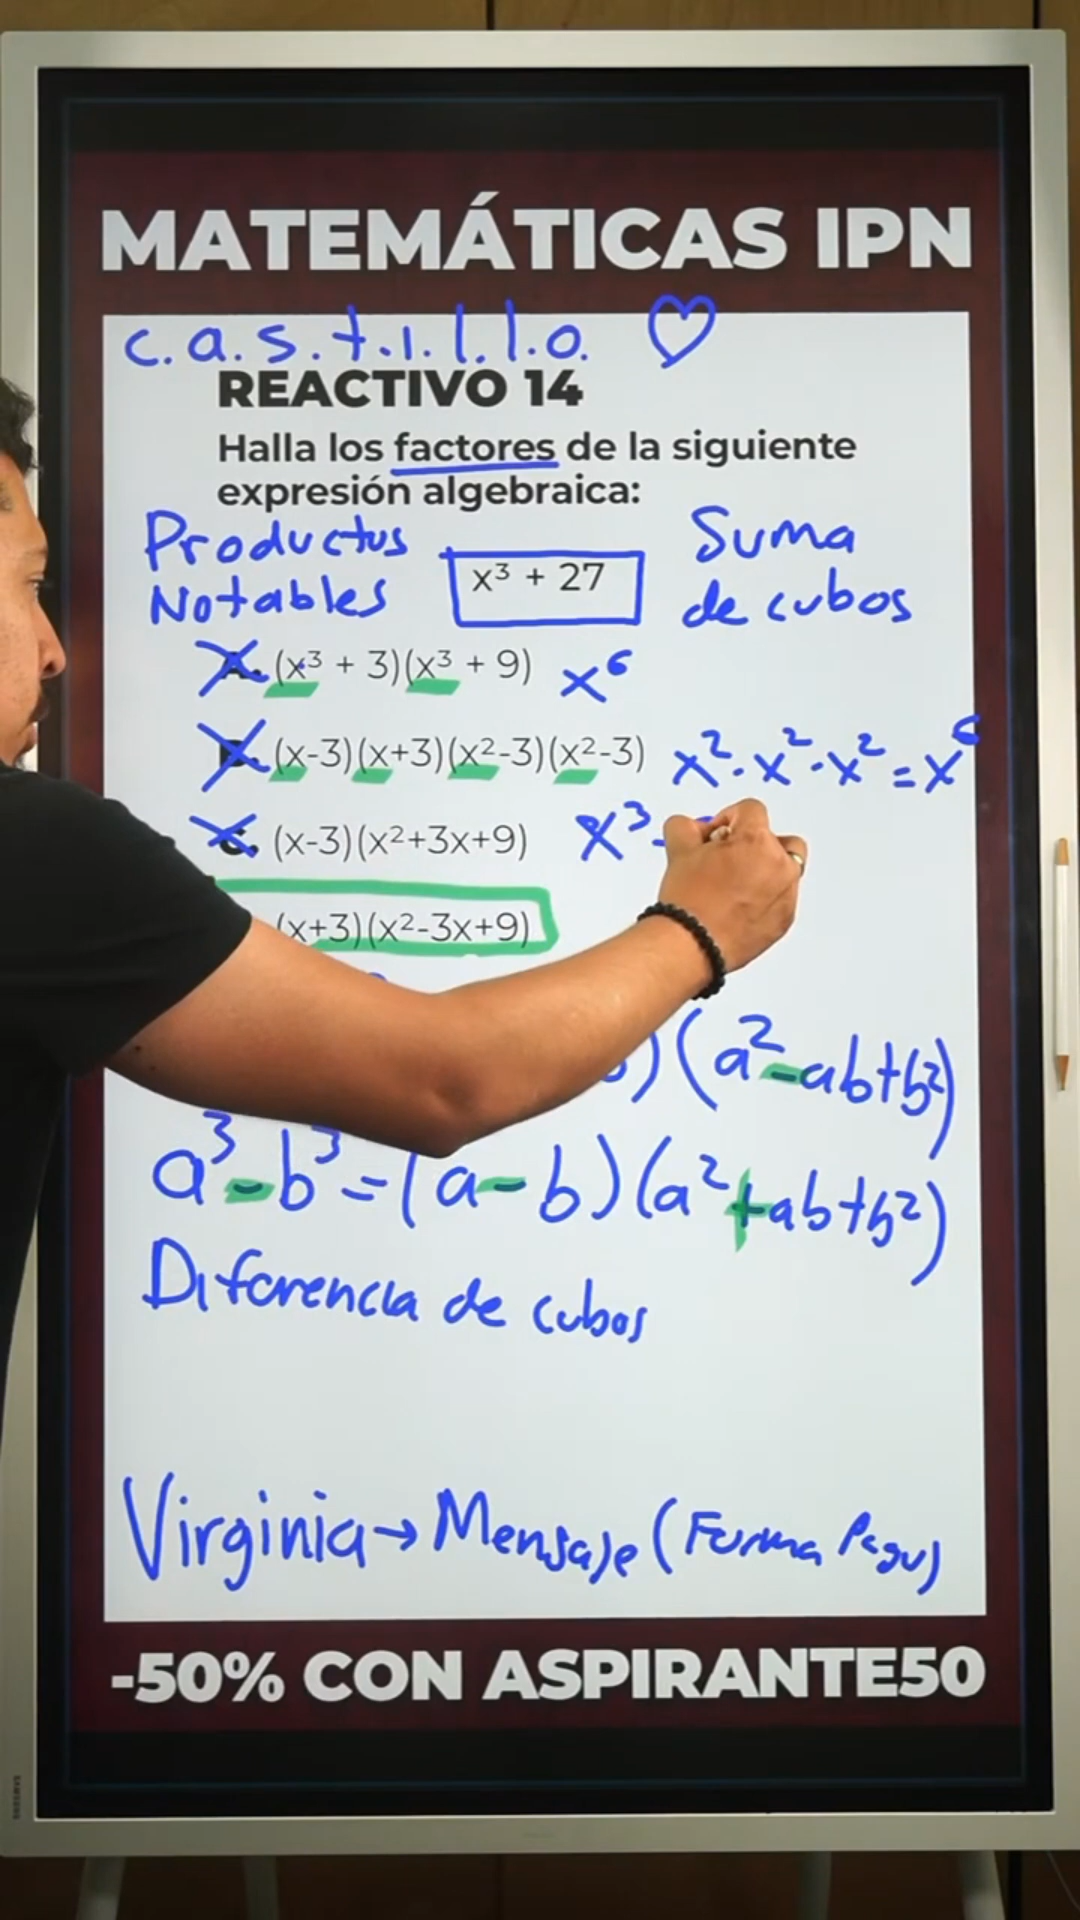 MATEMÁTICAS IPN
c.a.s.t.i.l.l.o. ♡
REACTIVO 14
Halla los factores de la siguiente
expresión algebraica:
Productos
Notables
x³ + 27
Suma
de cubos
(x³ + 3)(x³ + 9) x⁶
(x-3)(x+3)(x²-3)(x²-3) x²·x²·x²=x⁶
C. (x-3)(x²+3x+9) x³-
(x+3)(x²-3x+9)
)(a²-ab+b²)
a³-b³=(a-b)(a²+ab+b²)
Diferencia de cubos
Virginia→Mensaje (Forma Pago)
-50% CON ASPIRANTE50